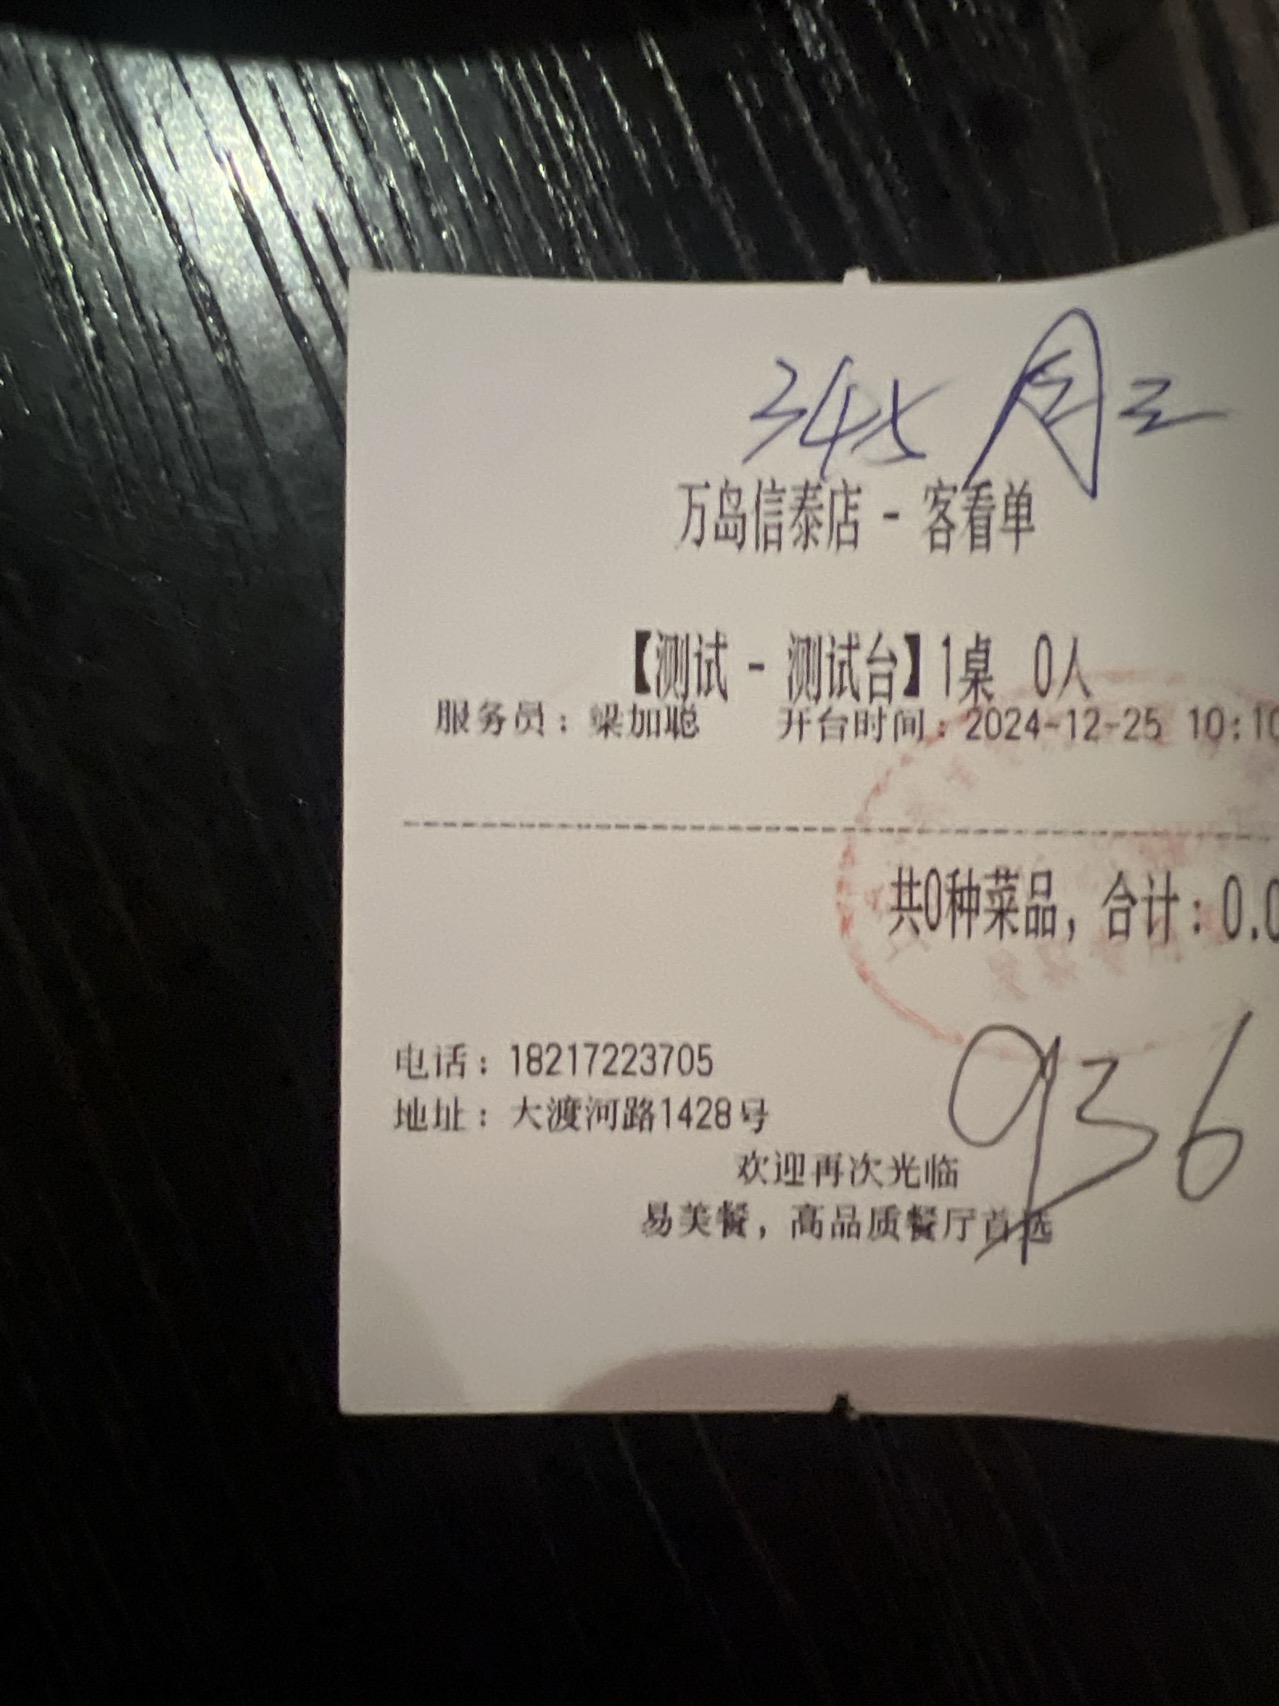 345 周三
万岛信泰店 - 客看单
【测试 - 测试台】1桌 0人
服务员：梁加聪 开台时间：2024-12-25 10:10
共0种菜品，合计：0.0
936
电话：18217223705
地址：大渡河路1428号
欢迎再次光临
易美餐，高品质餐厅首选